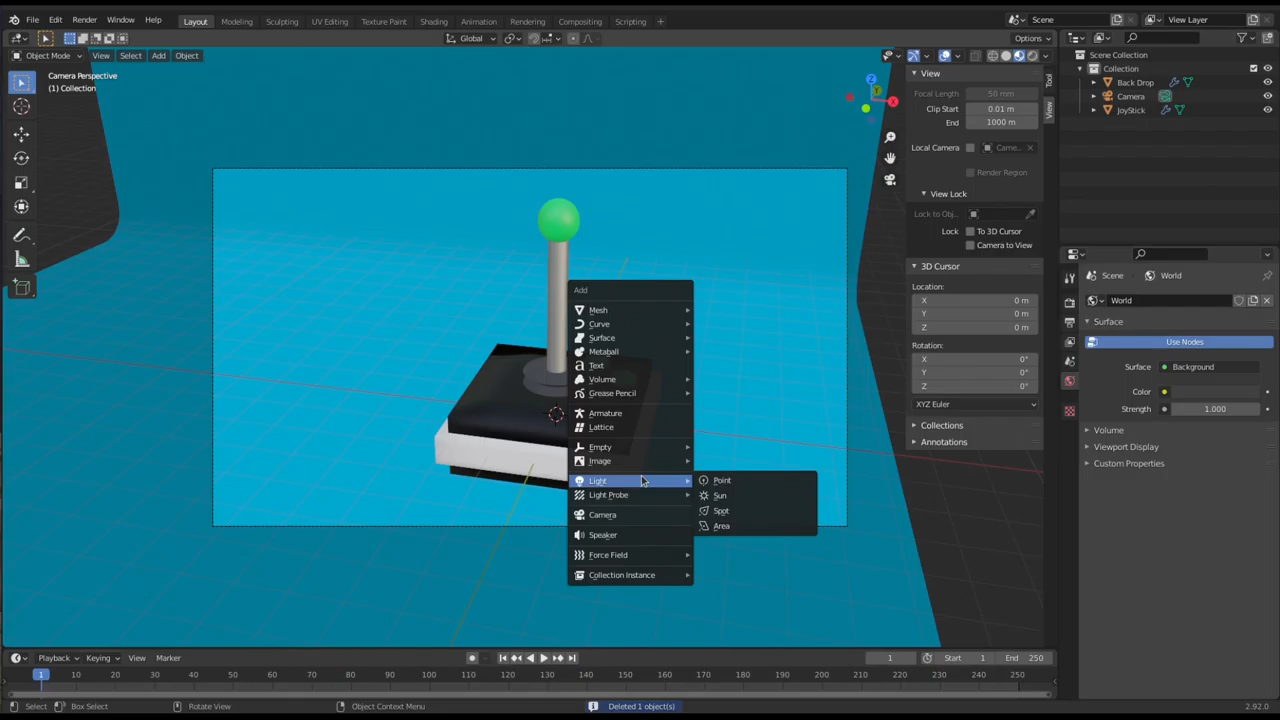 File Edit Render Window Help Layout Modeling Sculpting UV Editing Texture Paint Shading Animation Rendering Compositing Scripting + Scene View Layer
Global Options
Object Mode View Select Add Object
Camera Perspective
(1) Collection
X
Y
Z
View
Focal Length 50 mm
Clip Start 0.01 m
End 1000 m
Local Camera Came...
Render Region
View Lock
Lock to Obj...
Lock To 3D Cursor
Camera to View
3D Cursor
Location:
X 0 m
Y 0 m
Z 0 m
Rotation:
X 0°
Y 0°
Z 0°
XYZ Euler
Collections
Annotations
Tool
View
Scene Collection
Collection
Back Drop
Camera
JoyStick
Scene World
World
Surface
Use Nodes
Surface Background
Color
Strength 1.000
Volume
Viewport Display
Custom Properties
Add
Mesh
Curve
Surface
Metaball
Text
Volume
Grease Pencil
Armature
Lattice
Empty
Image
Light
Light Probe
Camera
Speaker
Force Field
Collection Instance
Point
Sun
Spot
Area
Playback Keying View Marker 1 Start 1 End 250
1 10 20 30 40 50 60 70 80 90 100 110 120 130 140 150 160 170 180 190 200 210 220 230 240 250
Select Box Select Rotate View Object Context Menu Deleted 1 object(s) 2.92.0